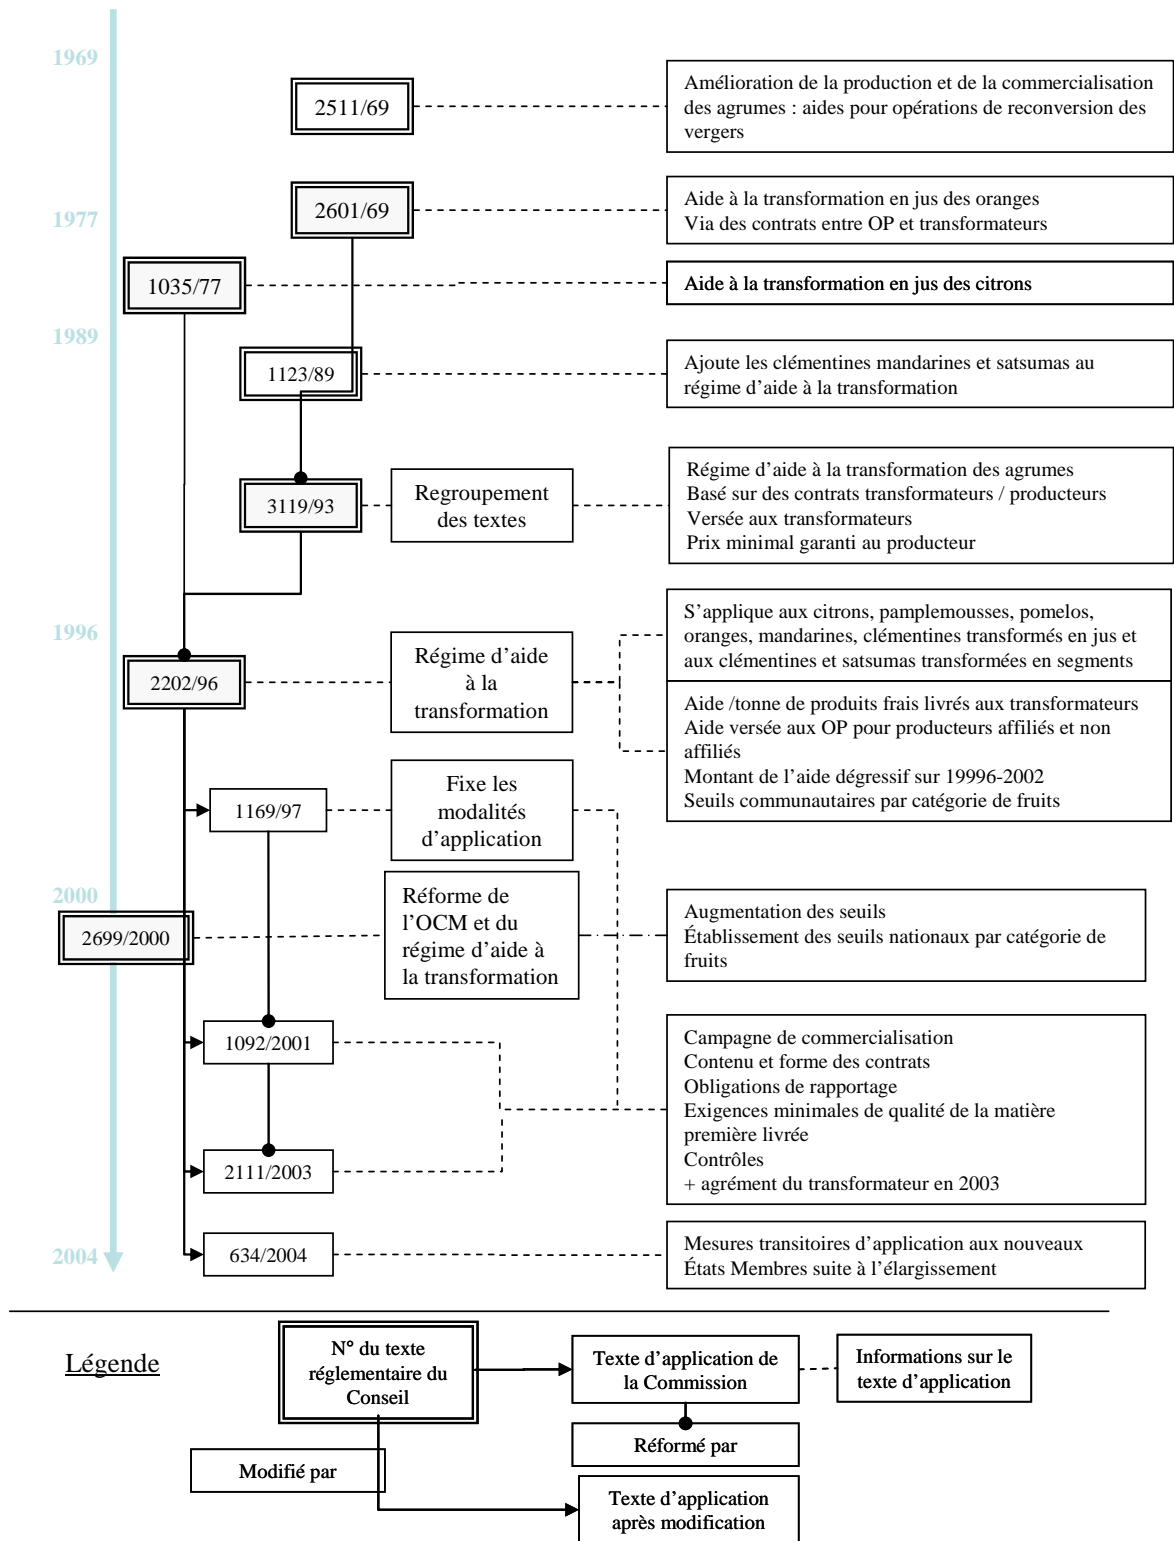 1969
2511/69
Amélioration de la production et de la commercialisation
des agrumes : aides pour opérations de reconversion des
vergers
1977
2601/69
Aide à la transformation en jus des oranges
Via des contrats entre OP et transformateurs
1035/77
Aide à la transformation en jus des citrons
1989
1123/89
Ajoute les clémentines mandarines et satsumas au
régime d’aide à la transformation
3119/93
Regroupement
des textes
Régime d’aide à la transformation des agrumes
Basé sur des contrats transformateurs / producteurs
Versée aux transformateurs
Prix minimal garanti au producteur
1996
2202/96
Régime d’aide
à la
transformation
S’applique aux citrons, pamplemousses, pomelos,
oranges, mandarines, clémentines transformés en jus et
aux clémentines et satsumas transformées en segments
Aide /tonne de produits frais livrés aux transformateurs
Aide versée aux OP pour producteurs affiliés et non
affiliés
Montant de l’aide dégressif sur 19996-2002
Seuils communautaires par catégorie de fruits
1169/97
Fixe les
modalités
d’application
2000
2699/2000
Réforme de
l’OCM et du
régime d’aide à
la transformation
Augmentation des seuils
Établissement des seuils nationaux par catégorie de
fruits
1092/2001
2111/2003
Campagne de commercialisation
Contenu et forme des contrats
Obligations de rapportage
Exigences minimales de qualité de la matière
première livrée
Contrôles
+ agrément du transformateur en 2003
2004
634/2004
Mesures transitoires d’application aux nouveaux
États Membres suite à l’élargissement
Légende
N° du texte
réglementaire du
Conseil
Texte d’application de
la Commission
Informations sur le
texte d’application
Réformé par
Modifié par
Texte d’application
après modification